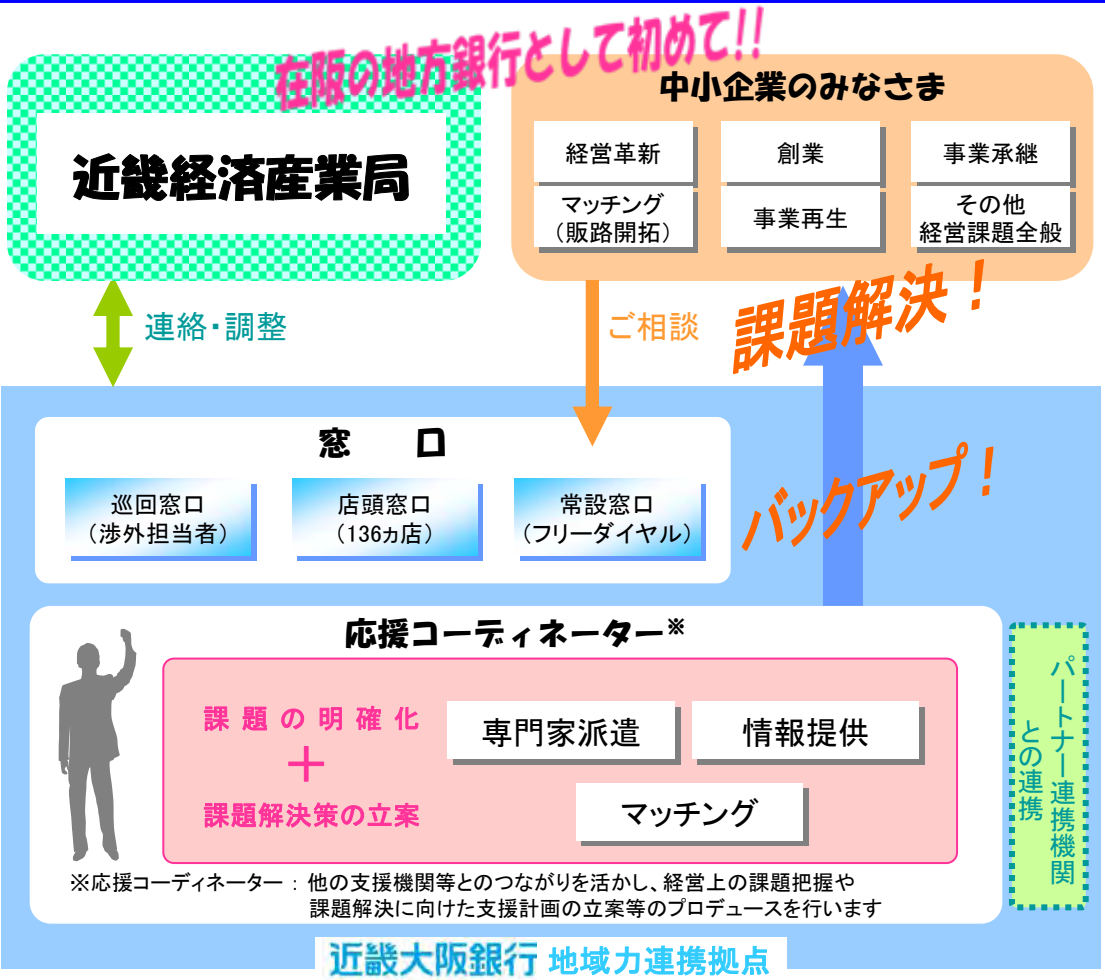 在阪の地方銀行として初めて!!
近畿経済産業局
中小企業のみなさま
経営革新
創業
事業承継
マッチング
（販路開拓）
事業再生
その他
経営課題全般
連絡・調整
ご相談
課題解決！
窓　口
巡回窓口
（渉外担当者）
店頭窓口
（136ヵ店）
常設窓口
（フリーダイヤル）
バックアップ！
応援コーディネーター※
課題の明確化
＋
課題解決策の立案
専門家派遣
情報提供
マッチング
パートナー連携機関
との連携
※応援コーディネーター：他の支援機関等とのつながりを活かし、経営上の課題把握や
課題解決に向けた支援計画の立案等のプロデュースを行います
近畿大阪銀行 地域力連携拠点